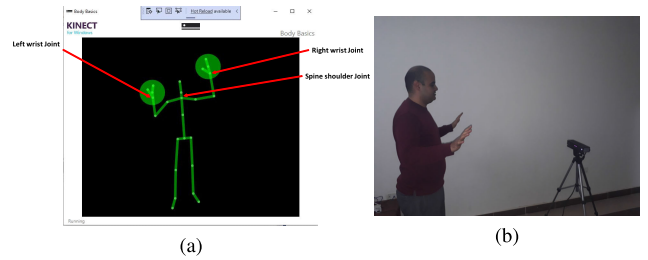 Body Basics
Hot Reload available
KINECT
for Windows
Body Basics
Left wrist Joint
Right wrist Joint
Spine shoulder Joint
Running
(a)
(b)